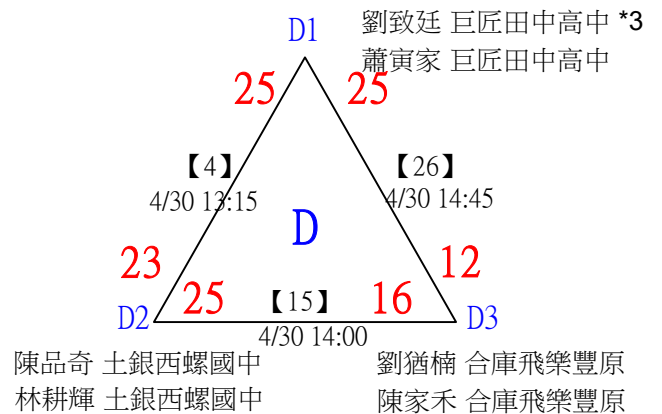 D1
劉致廷 巨匠田中高中 *3
蕭寅家 巨匠田中高中
25
25
【4】
4/30 13:15
【26】
4/30 14:45
D
23
12
25
【15】
16
D2
4/30 14:00
D3
陳品奇 土銀西螺國中
林耕輝 土銀西螺國中
劉猶楠 合庫飛樂豐原
陳家禾 合庫飛樂豐原